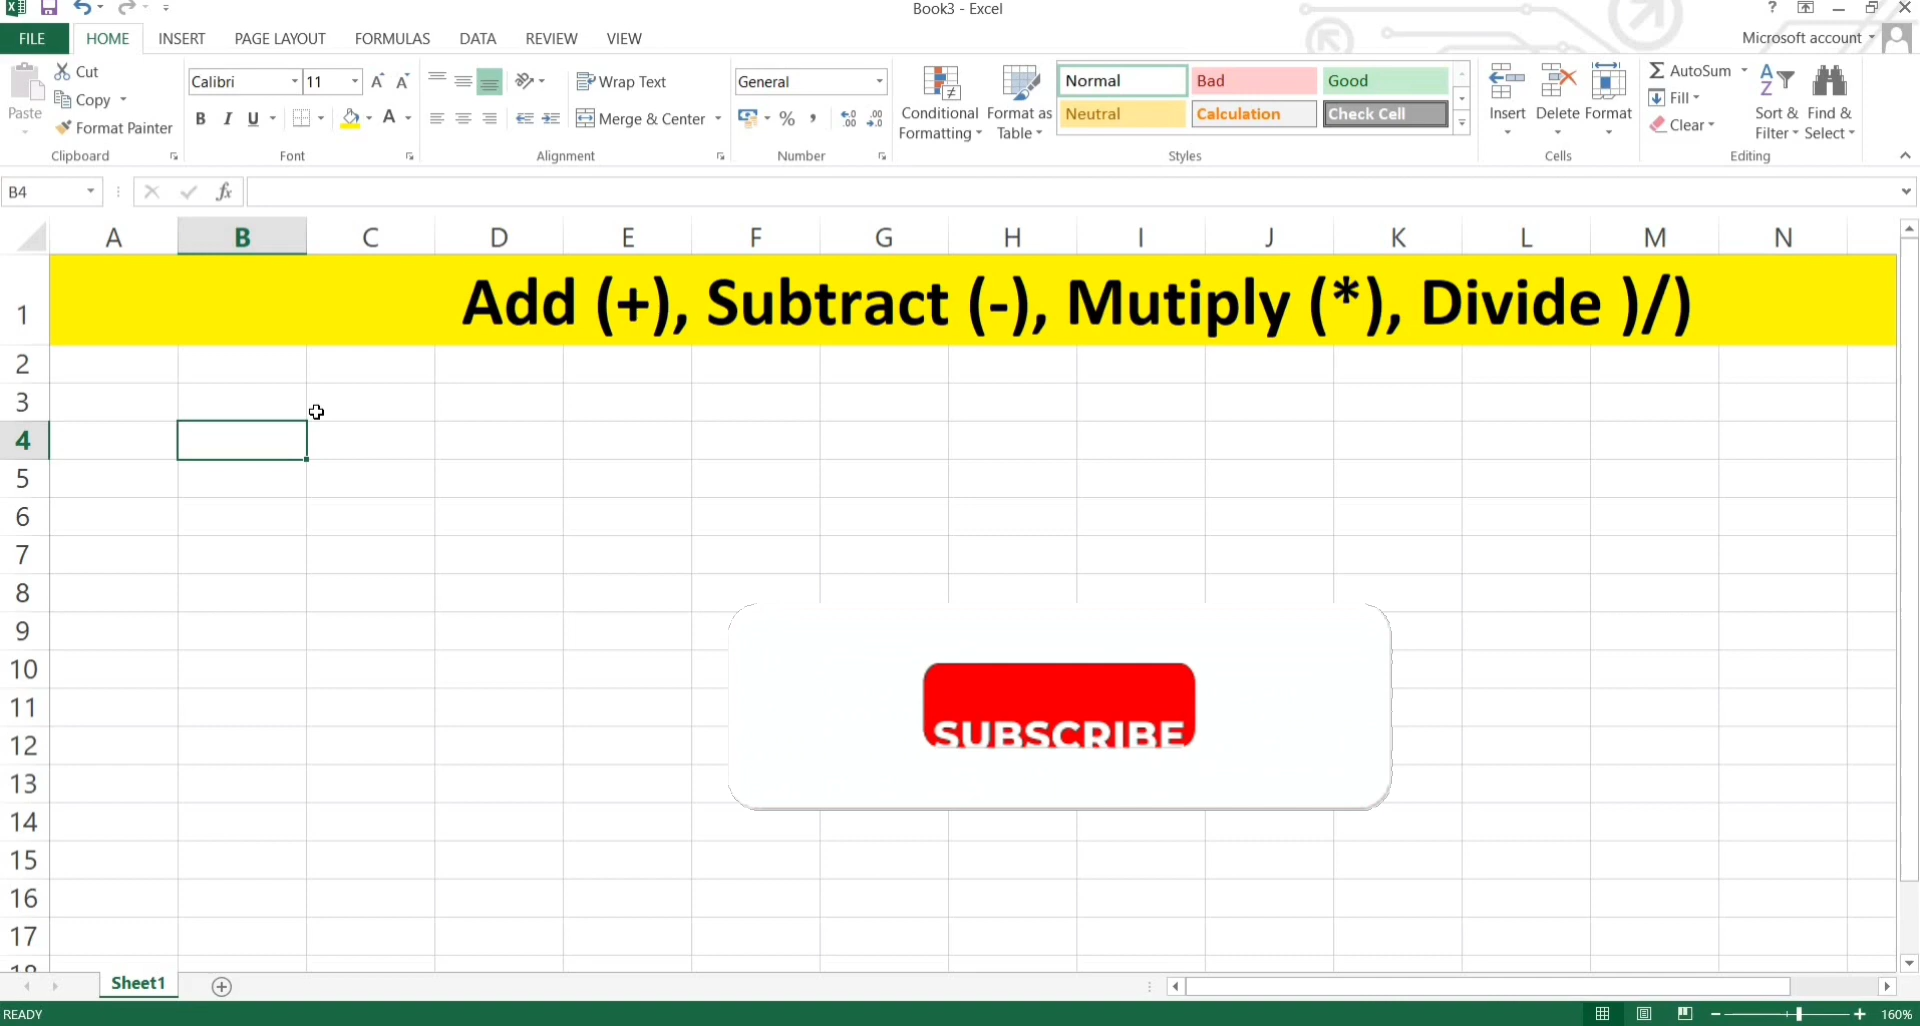 Book3 - Excel
?
FILE HOME INSERT PAGE LAYOUT FORMULAS DATA REVIEW VIEW Microsoft account
Paste
Cut
Copy
Format Painter
Clipboard
Calibri 11
B I U
Font
Wrap Text
Merge & Center
Alignment
General
%
Number
Conditional Formatting
Format as Table
Normal Bad Good
Neutral Calculation Check Cell
Styles
Insert Delete Format
Cells
AutoSum
Fill
Clear
Sort & Filter
Find & Select
Editing
B4
fx
A B C D E F G H I J K L M N
1 Add (+), Subtract (-), Mutiply (*), Divide )/)
2
3
4
5
6
7
8
9
10
11
12
13
14
15
16
17
18
SUBSCRIBE
Sheet1
READY
160%